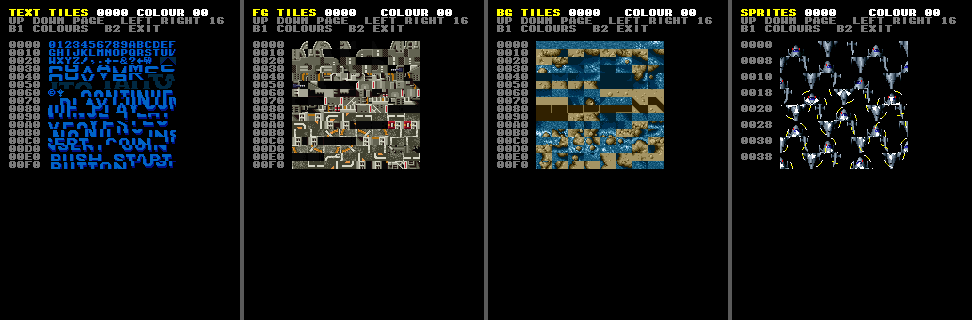 TEXT TILES 0000 COLOUR 00
UP DOWN PAGE LEFT RIGHT 16
B1 COLOURS B2 EXIT
0000 0123456789ABCDEF
0010 GHIJKLMNOPQRSTUV
0020
0030
0040
0050
0060
0070
0080
0090
00A0
00B0
00C0
00D0
00E0
00F0
FG TILES 0000 COLOUR 00
UP DOWN PAGE LEFT RIGHT 16
B1 COLOURS B2 EXIT
0000
0010
0020
0030
0040
0050
0060
0070
0080
0090
00A0
00B0
00C0
00D0
00E0
00F0
BG TILES 0000 COLOUR 00
UP DOWN PAGE LEFT RIGHT 16
B1 COLOURS B2 EXIT
0000
0010
0020
0030
0040
0050
0060
0070
0080
0090
00A0
00B0
00C0
00D0
00E0
00F0
SPRITES 0000 COLOUR 00
UP DOWN PAGE LEFT RIGHT 16
B1 COLOURS B2 EXIT
0000
0008
0010
0018
0020
0028
0030
0038